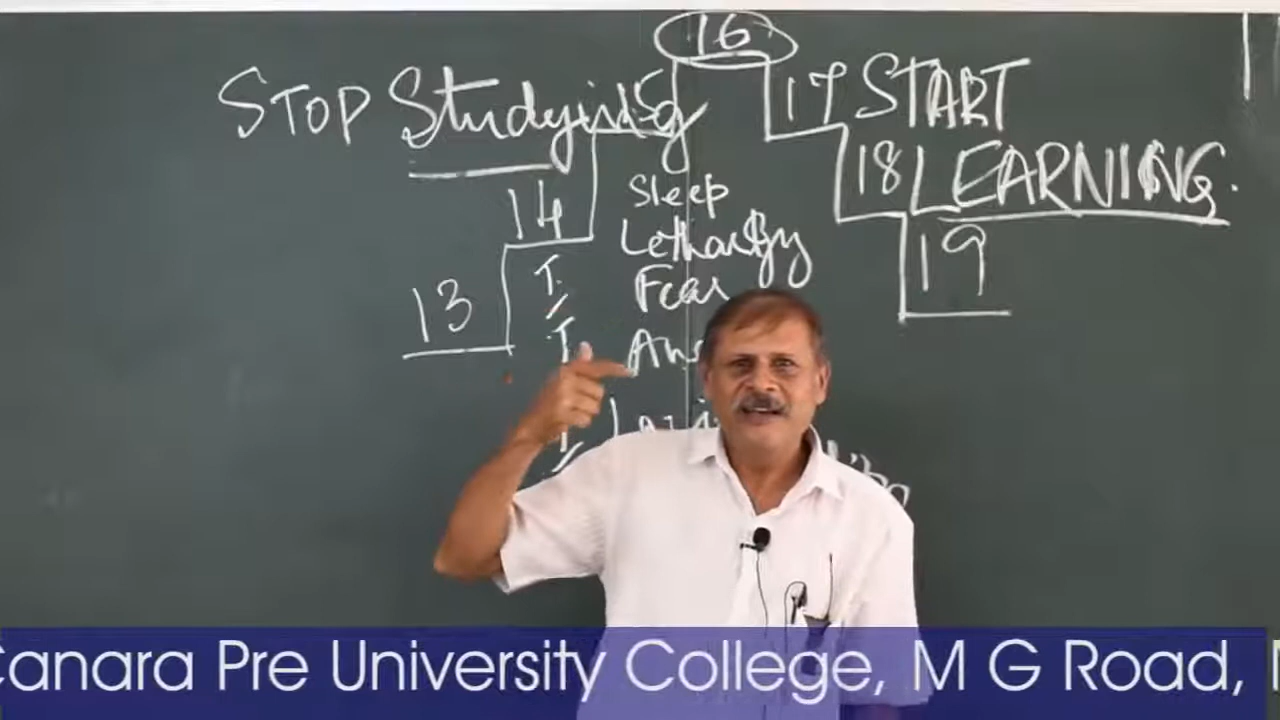 16
STOP Studying 15 17 START
18 LEARNING.
14 Sleep
Lethargy
19
13 T. Fear
T
T
Canara Pre University College, M G Road,